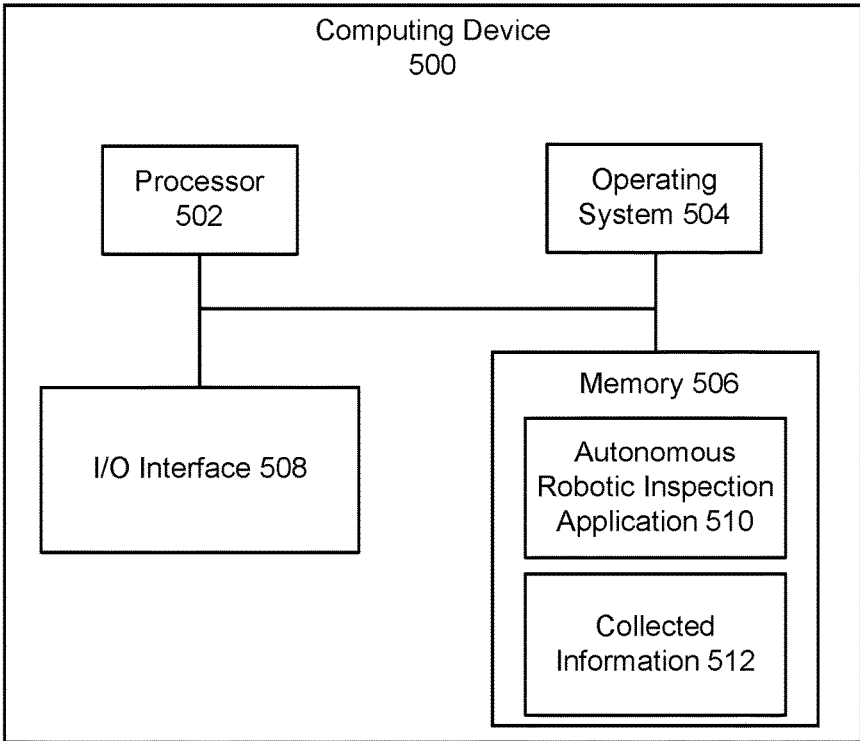 Computing Device
500
Processor
502
Operating
System 504
I/O Interface 508
Memory 506
Autonomous
Robotic Inspection
Application 510
Collected
Information 512